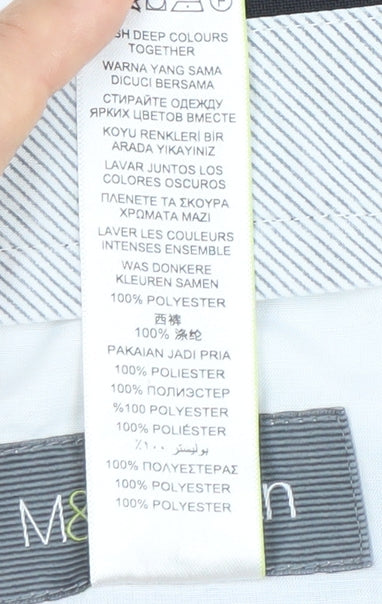 DEEP COLOURS
TOGETHER
WARNA YANG SAMA
DICUCI BERSAMA
СТИРАЙТЕ ОДЕЖДУ
ЯРКИХ ЦВЕТОВ ВМЕСТЕ
KOYU RENKLERİ BİR
ARADA YIKAYINIZ
LAVAR JUNTOS LOS
COLORES OSCUROS
ΠΛΕΝΕΤΕ ΤΑ ΣΚΟΥΡΑ
ΧΡΩΜΑΤΑ ΜΑΖΙ
LAVER LES COULEURS
INTENSES ENSEMBLE
WAS DONKERE
KLEUREN SAMEN
100% POLYESTER
西裤
100% 涤纶
PAKAIAN JADI PRIA
100% POLIESTER
100% ПОЛИЭСТЕР
%100 POLYESTER
100% POLIÉSTER
بوليستر ١٠٠٪
100% ΠΟΛΥΕΣΤΕΡΑΣ
100% POLYESTER
100% POLYESTER
M&